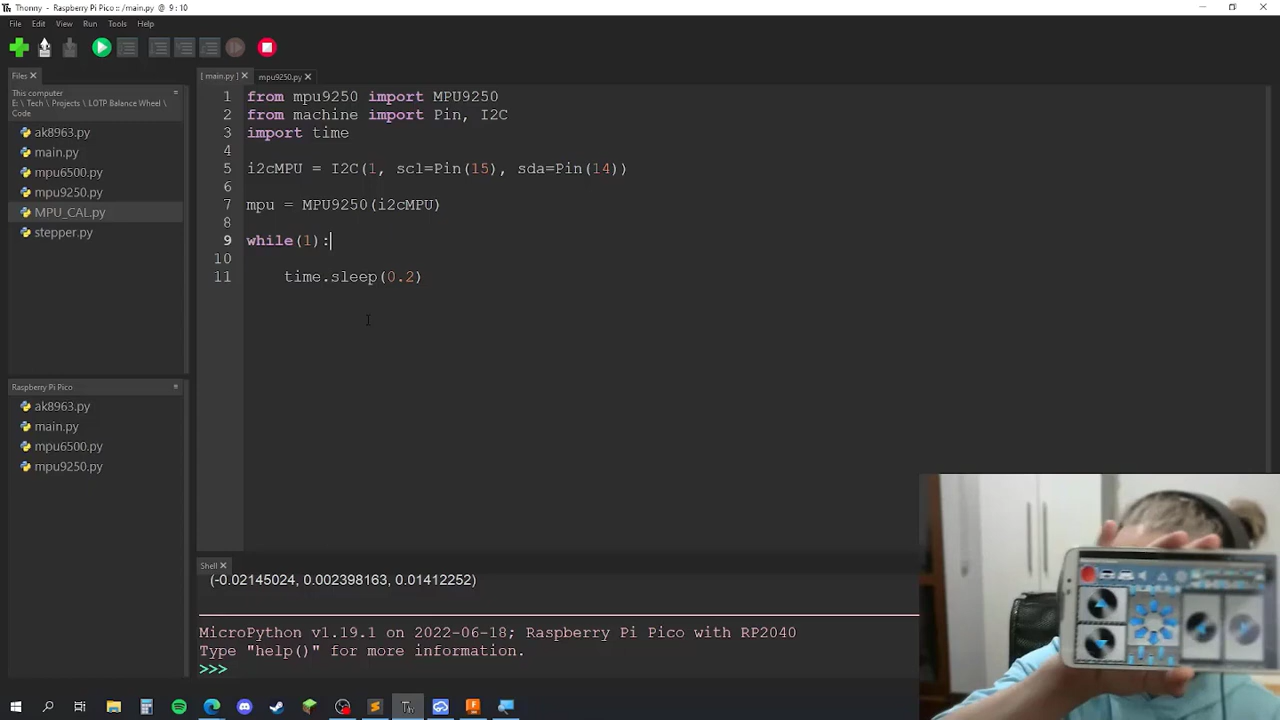 Thonny - Raspberry Pi Pico :: /main.py @ 9 : 10
File Edit View Run Tools Help
Files
This computer
E: \ Tech \ Projects \ LOTP Balance Wheel \
Code
ak8963.py
main.py
mpu6500.py
mpu9250.py
MPU_CAL.py
stepper.py
Raspberry Pi Pico
ak8963.py
main.py
mpu6500.py
mpu9250.py
[ main.py ] mpu9250.py
1 from mpu9250 import MPU9250
2 from machine import Pin, I2C
3 import time
4
5 i2cMPU = I2C(1, scl=Pin(15), sda=Pin(14))
6
7 mpu = MPU9250(i2cMPU)
8
9 while(1):
10
11 time.sleep(0.2)
Shell
(-0.02145024, 0.002398163, 0.01412252)
MicroPython v1.19.1 on 2022-06-18; Raspberry Pi Pico with RP2040
Type "help()" for more information.
>>>